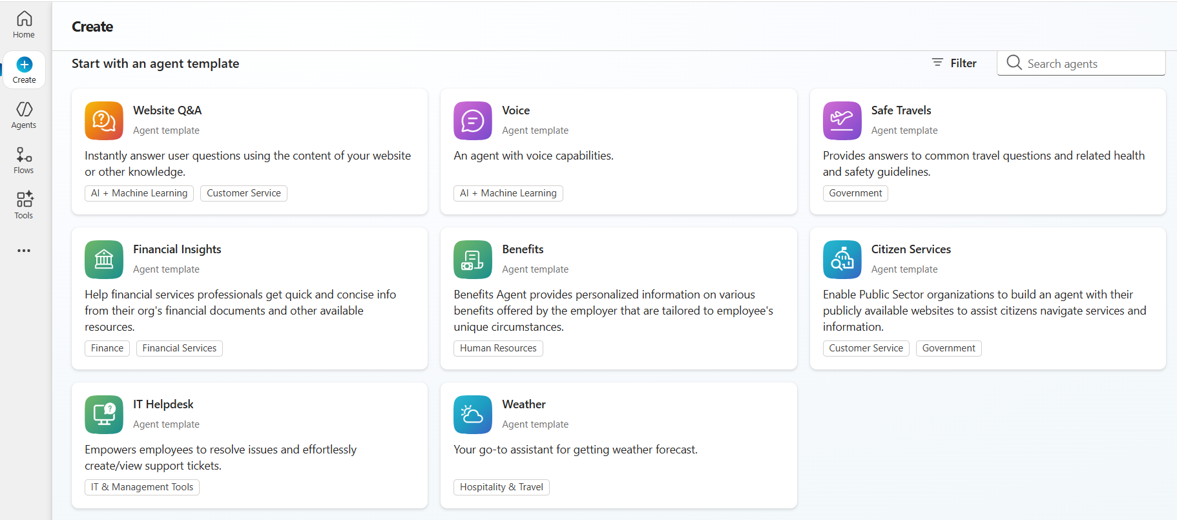 Home
Create
Agents
Flows
Tools
Create
Start with an agent template
Filter
Search agents
Website Q&A
Agent template
Instantly answer user questions using the content of your website
or other knowledge.
AI + Machine Learning
Customer Service
Voice
Agent template
An agent with voice capabilities.
AI + Machine Learning
Safe Travels
Agent template
Provides answers to common travel questions and related health
and safety guidelines.
Government
Financial Insights
Agent template
Help financial services professionals get quick and concise info
from their org's financial documents and other available
resources.
Finance
Financial Services
Benefits
Agent template
Benefits Agent provides personalized information on various
benefits offered by the employer that are tailored to employee's
unique circumstances.
Human Resources
Citizen Services
Agent template
Enable Public Sector organizations to build an agent with their
publicly available websites to assist citizens navigate services and
information.
Customer Service
Government
IT Helpdesk
Agent template
Empowers employees to resolve issues and effortlessly
create/view support tickets.
IT & Management Tools
Weather
Agent template
Your go-to assistant for getting weather forecast.
Hospitality & Travel